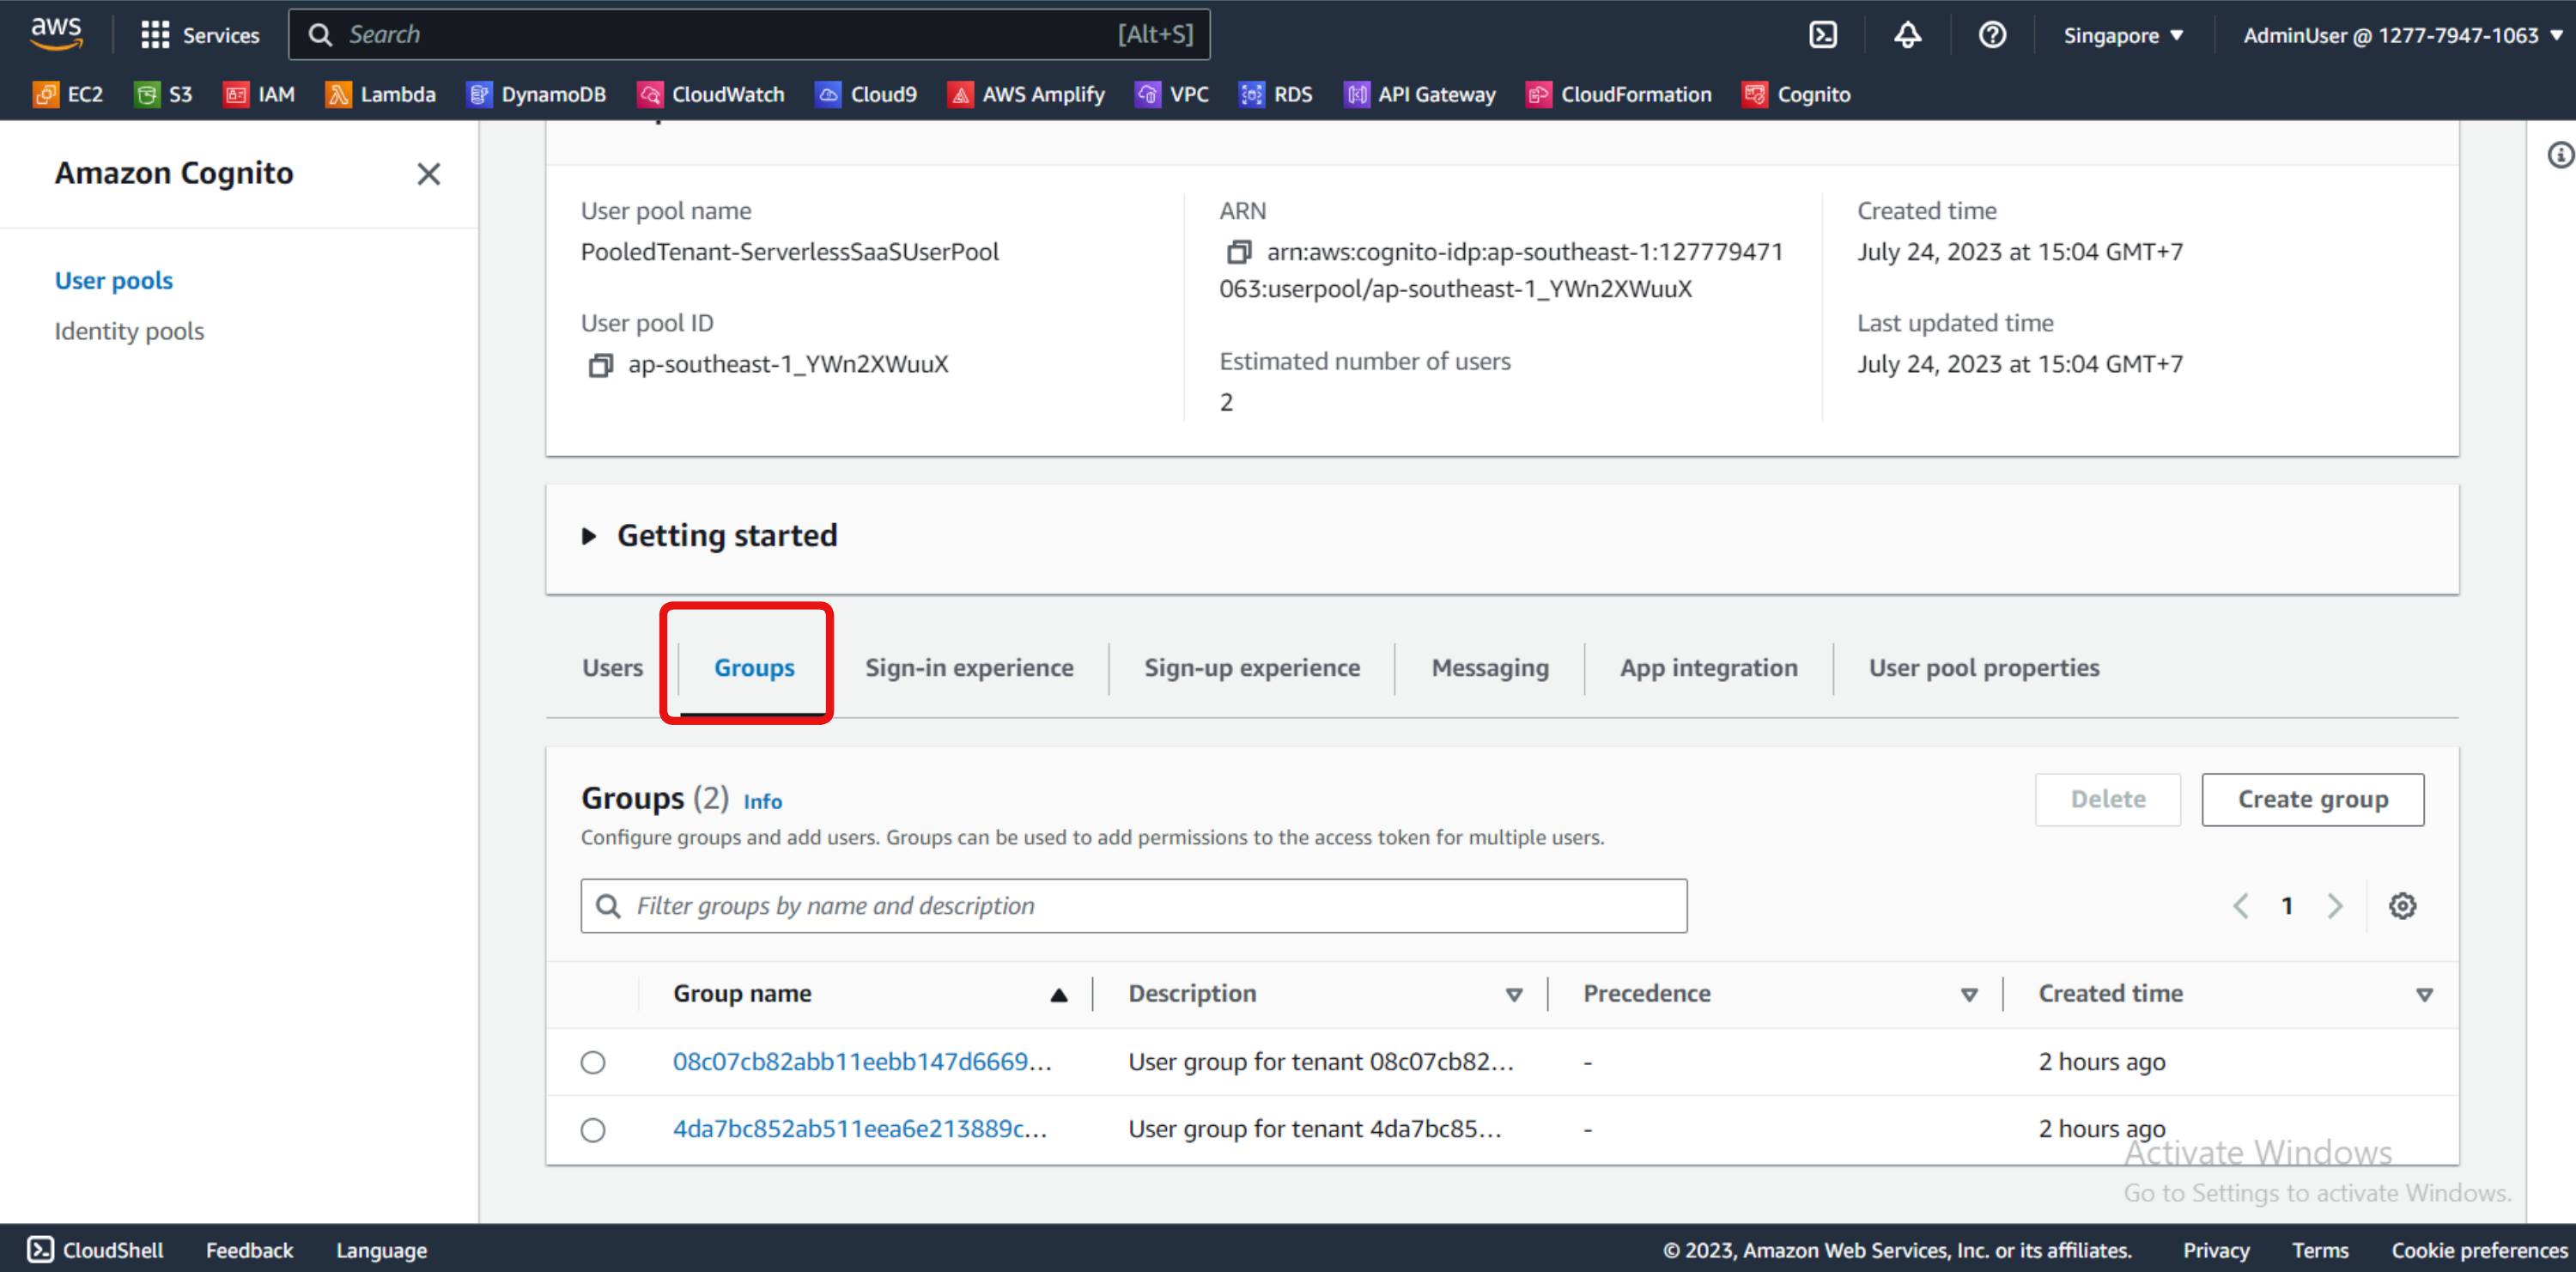 aws
Services
Search
[Alt+S]
Singapore
AdminUser @ 1277-7947-1063
EC2
S3
IAM
Lambda
DynamoDB
CloudWatch
Cloud9
AWS Amplify
VPC
RDS
API Gateway
CloudFormation
Cognito
Amazon Cognito
User pools
Identity pools
User pool name
PooledTenant-ServerlessSaaSUserPool
User pool ID
ap-southeast-1_YWn2XWuuX
ARN
arn:aws:cognito-idp:ap-southeast-1:127779471
063:userpool/ap-southeast-1_YWn2XWuuX
Estimated number of users
2
Created time
July 24, 2023 at 15:04 GMT+7
Last updated time
July 24, 2023 at 15:04 GMT+7
Getting started
Users
Groups
Sign-in experience
Sign-up experience
Messaging
App integration
User pool properties
Groups (2) Info
Configure groups and add users. Groups can be used to add permissions to the access token for multiple users.
Delete
Create group
Filter groups by name and description
1
Group name
Description
Precedence
Created time
08c07cb82abb11eebb147d6669...
User group for tenant 08c07cb82...
-
2 hours ago
4da7bc852ab511eea6e213889c...
User group for tenant 4da7bc85...
-
2 hours ago
Activate Windows
Go to Settings to activate Windows.
CloudShell
Feedback
Language
© 2023, Amazon Web Services, Inc. or its affiliates.
Privacy
Terms
Cookie preferences